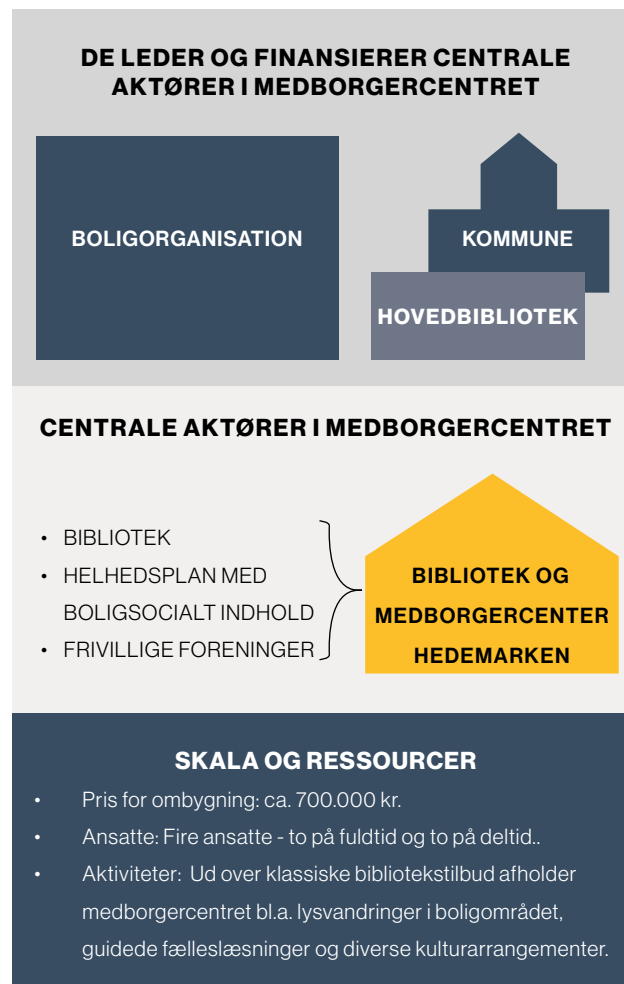 DE LEDER OG FINANSIERER CENTRALE
AKTØRER I MEDBORGERCENTRET
BOLIGORGANISATION
KOMMUNE
HOVEDBIBLIOTEK
CENTRALE AKTØRER I MEDBORGERCENTRET
• BIBLIOTEK
• HELHEDSPLAN MED
BOLIGSOCIALT INDHOLD
• FRIVILLIGE FORENINGER
BIBLIOTEK OG
MEDBORGERCENTER
HEDEMARKEN
SKALA OG RESSOURCER
• Pris for ombygning: ca. 700.000 kr.
• Ansatte: Fire ansatte - to på fuldtid og to på deltid..
• Aktiviteter: Ud over klassiske bibliotekstilbud afholder
medborgercentret bl.a. lysvandringer i boligområdet,
guidede fælleslæsninger og diverse kulturarrangementer.